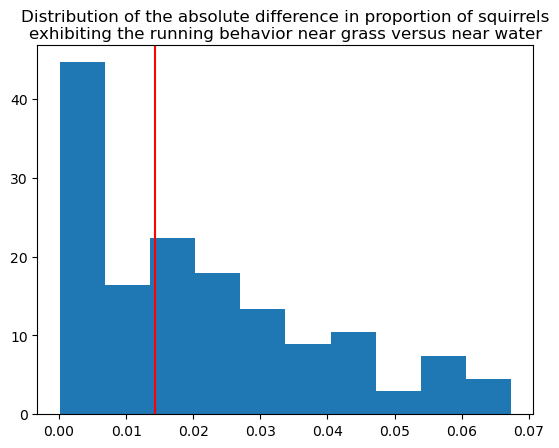 Distribution of the absolute difference in proportion of squirrels
exhibiting the running behavior near grass versus near water
40
30
20
10
0
0.00 0.01 0.02 0.03 0.04 0.05 0.06 0.07